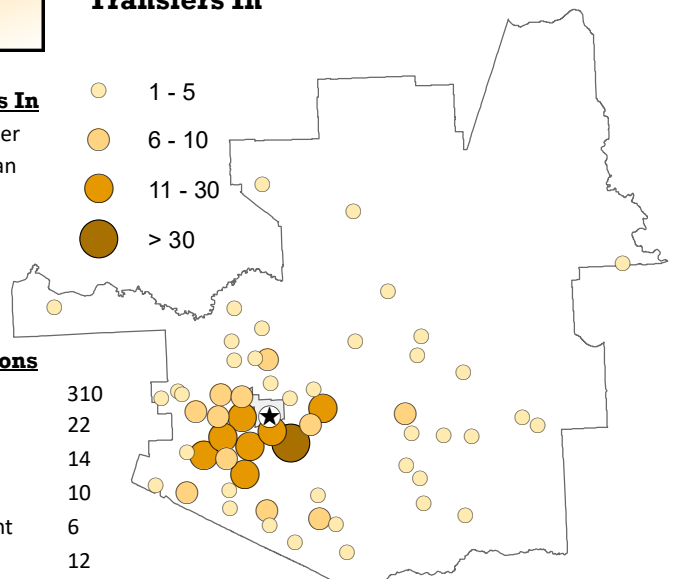 Transfers In
s In
er
an
1 - 5
6 - 10
11 - 30
> 30
ons
310
22
14
10
nt 6
12